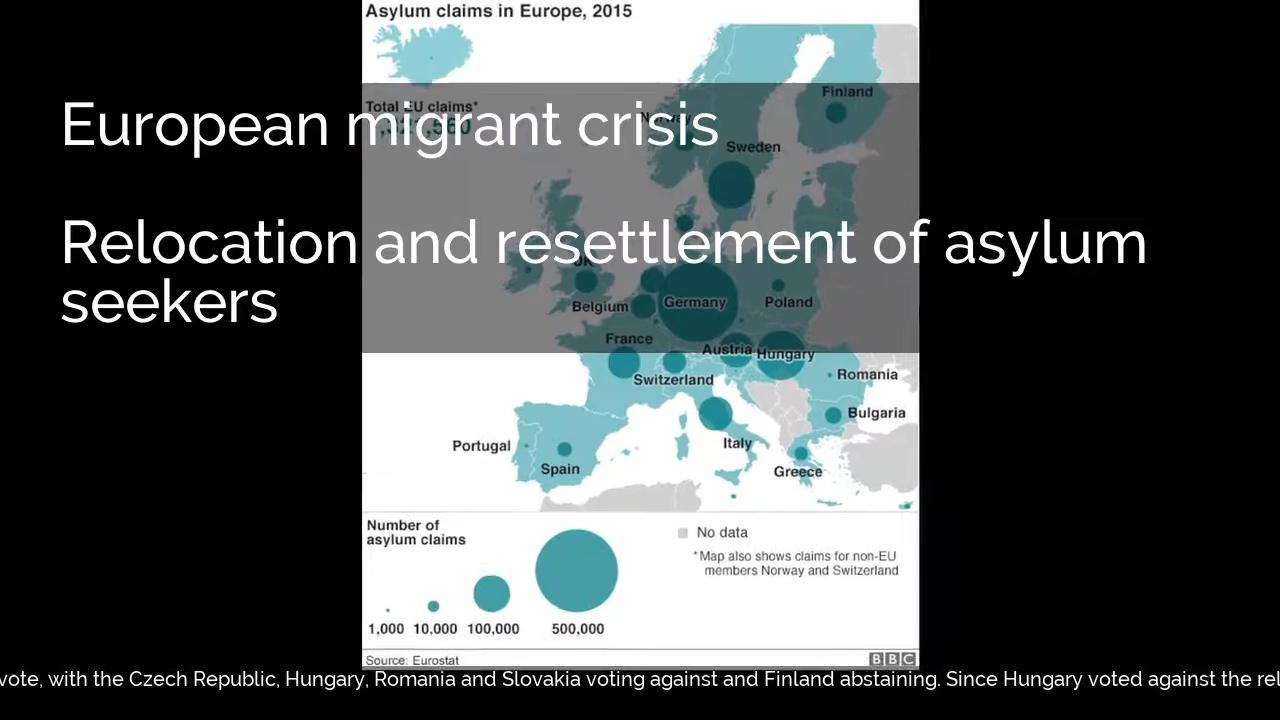 Asylum claims in Europe, 2015
European migrant crisis
Relocation and resettlement of asylum
seekers
Total EU claims*
Finland
Norway
Sweden
UK
Belgium
Germany
Poland
France
Austria
Hungary
Switzerland
Romania
Bulgaria
Portugal
Italy
Spain
Greece
Number of
asylum claims
No data
*Map also shows claims for non-EU
members Norway and Switzerland
1,000 10,000 100,000 500,000
Source: Eurostat
BBC
vote, with the Czech Republic, Hungary, Romania and Slovakia voting against and Finland abstaining. Since Hungary voted against the